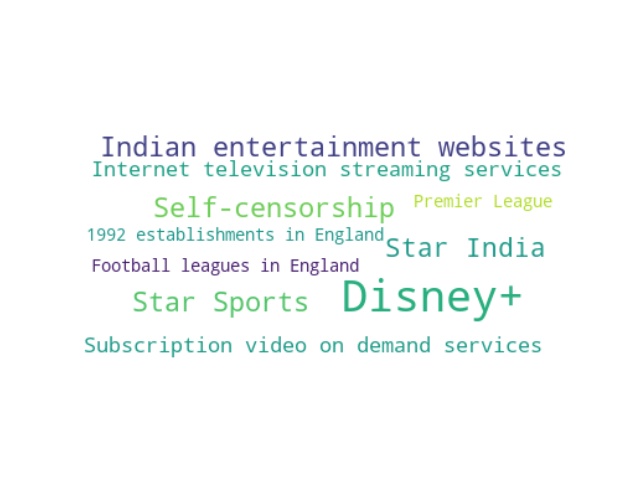 Indian entertainment websites
Internet television streaming services
Self-censorship
Premier League
1992 establishments in England
Star India
Football leagues in England
Star Sports
Disney+
Subscription video on demand services